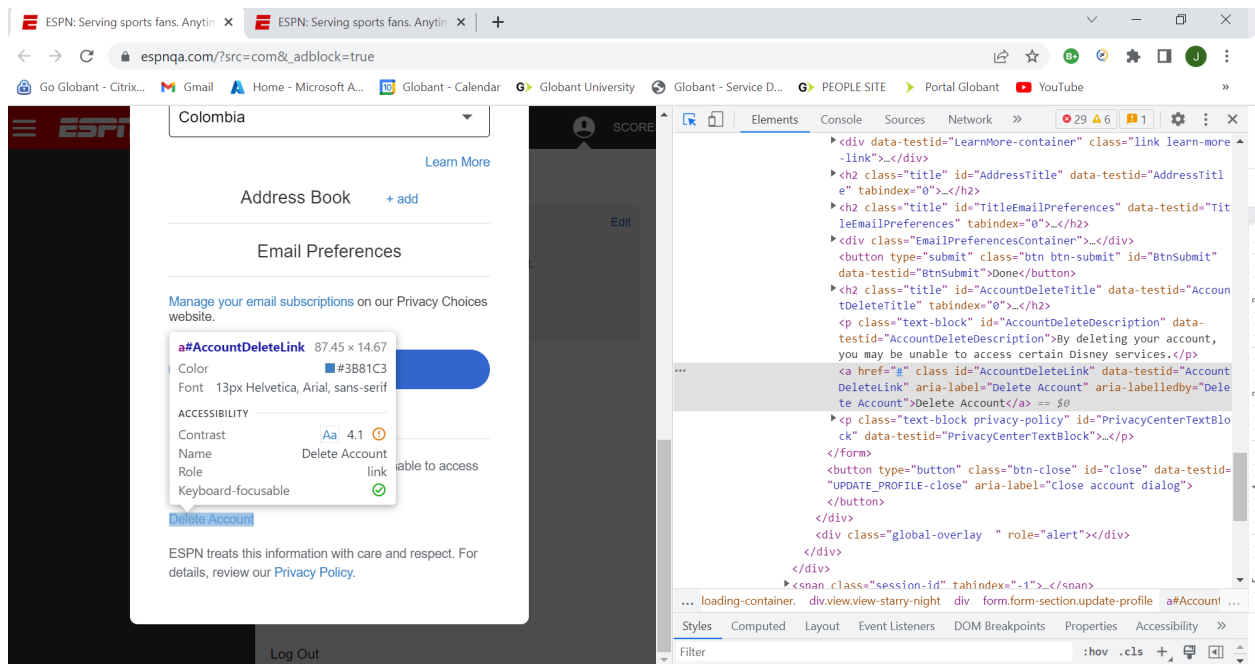 ESPN: Serving sports fans. Anytin
ESPN: Serving sports fans. Anytin
espnqa.com/?src=com&_adblock=true
B+
J
Go Globant - Citrix...
Gmail
Home - Microsoft A...
10
Globant - Calendar
Globant University
Globant - Service D...
PEOPLE SITE
Portal Globant
YouTube
»
Colombia
SCORE
Learn More
Address Book + add
Edit
Email Preferences
Manage your email subscriptions on our Privacy Choices
website.
a#AccountDeleteLink 87.45 × 14.67
Color #3B81C3
Font 13px Helvetica, Arial, sans-serif
ACCESSIBILITY
Contrast Aa 4.1
Name Delete Account
Role link
Keyboard-focusable
able to access
Delete Account
ESPN treats this information with care and respect. For
details, review our Privacy Policy.
Log Out
Elements Console Sources Network » 29 6 1
<div data-testid="LearnMore-container" class="link learn-more
-link">…</div>
<h2 class="title" id="AddressTitle" data-testid="AddressTitl
e" tabindex="0">…</h2>
<h2 class="title" id="TitleEmailPreferences" data-testid="Tit
leEmailPreferences" tabindex="0">…</h2>
<div class="EmailPreferencesContainer">…</div>
<button type="submit" class="btn btn-submit" id="BtnSubmit"
data-testid="BtnSubmit">Done</button>
<h2 class="title" id="AccountDeleteTitle" data-testid="Accoun
tDeleteTitle" tabindex="0">…</h2>
<p class="text-block" id="AccountDeleteDescription" data-
testid="AccountDeleteDescription">By deleting your account,
you may be unable to access certain Disney services.</p>
<a href="#" class id="AccountDeleteLink" data-testid="Account
DeleteLink" aria-label="Delete Account" aria-labelledby="Dele
te Account">Delete Account</a> == $0
<p class="text-block privacy-policy" id="PrivacyCenterTextBlo
ck" data-testid="PrivacyCenterTextBlock">…</p>
</form>
<button type="button" class="btn-close" id="close" data-testid=
"UPDATE_PROFILE-close" aria-label="Close account dialog">
</button>
</div>
<div class="global-overlay " role="alert"></div>
</div>
</div>
<span class="session-id" tabindex="-1">…</span>
... loading-container. div.view.view-starry-night div form.form-section.update-profile a#Account ...
Styles Computed Layout Event Listeners DOM Breakpoints Properties Accessibility »
Filter :hov .cls +